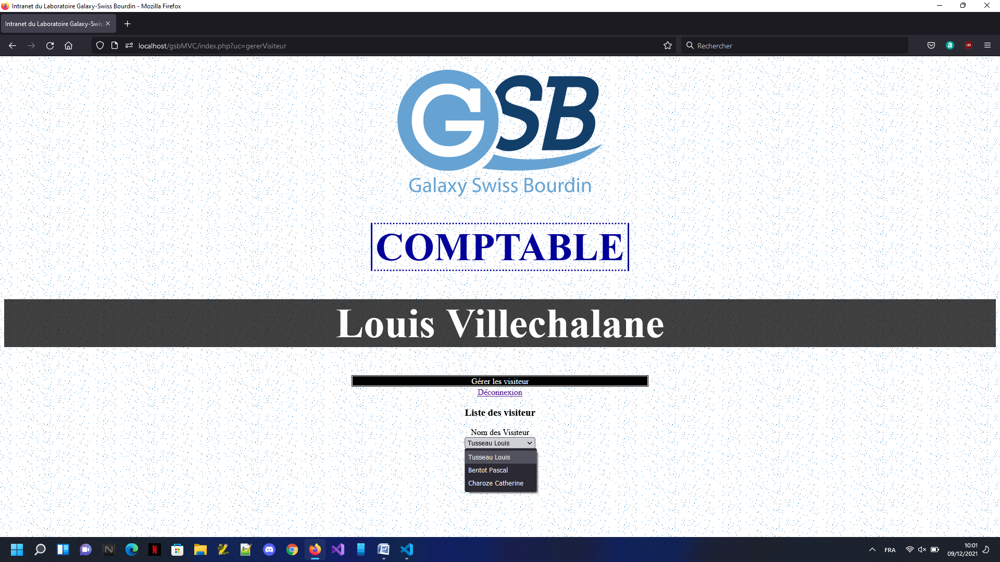 Intranet du Laboratoire Galaxy-Swiss Bourdin - Mozilla Firefox
Intranet du Laboratoire Galaxy-Swiss
localhost/gsbMVC/index.php?uc=gererVisiteur
Rechercher
GSB
Galaxy Swiss Bourdin
COMPTABLE
Louis Villechalane
Gérer les visiteur
Déconnexion
Liste des visiteur
Nom des Visiteur
Tusseau Louis
Tusseau Louis
Bentot Pascal
Charoze Catherine
FRA
10:01
09/12/2021